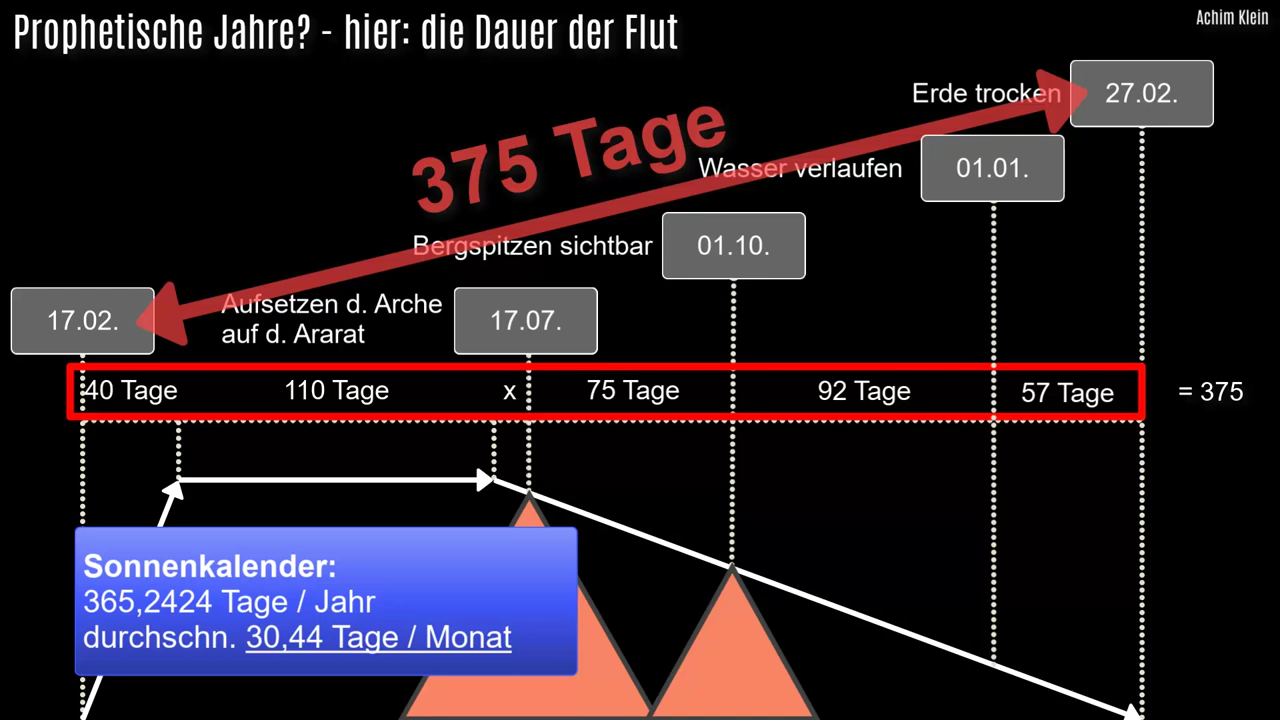 Prophetische Jahre? - hier: die Dauer der Flut
Achim Klein
Erde trocken
27.02.
375 Tage
Wasser verlaufen
01.01.
Bergspitzen sichtbar
01.10.
17.02.
Aufsetzen d. Arche
auf d. Ararat
17.07.
40 Tage 110 Tage x 75 Tage 92 Tage 57 Tage = 375
Sonnenkalender:
365,2424 Tage / Jahr
durchschn. 30,44 Tage / Monat